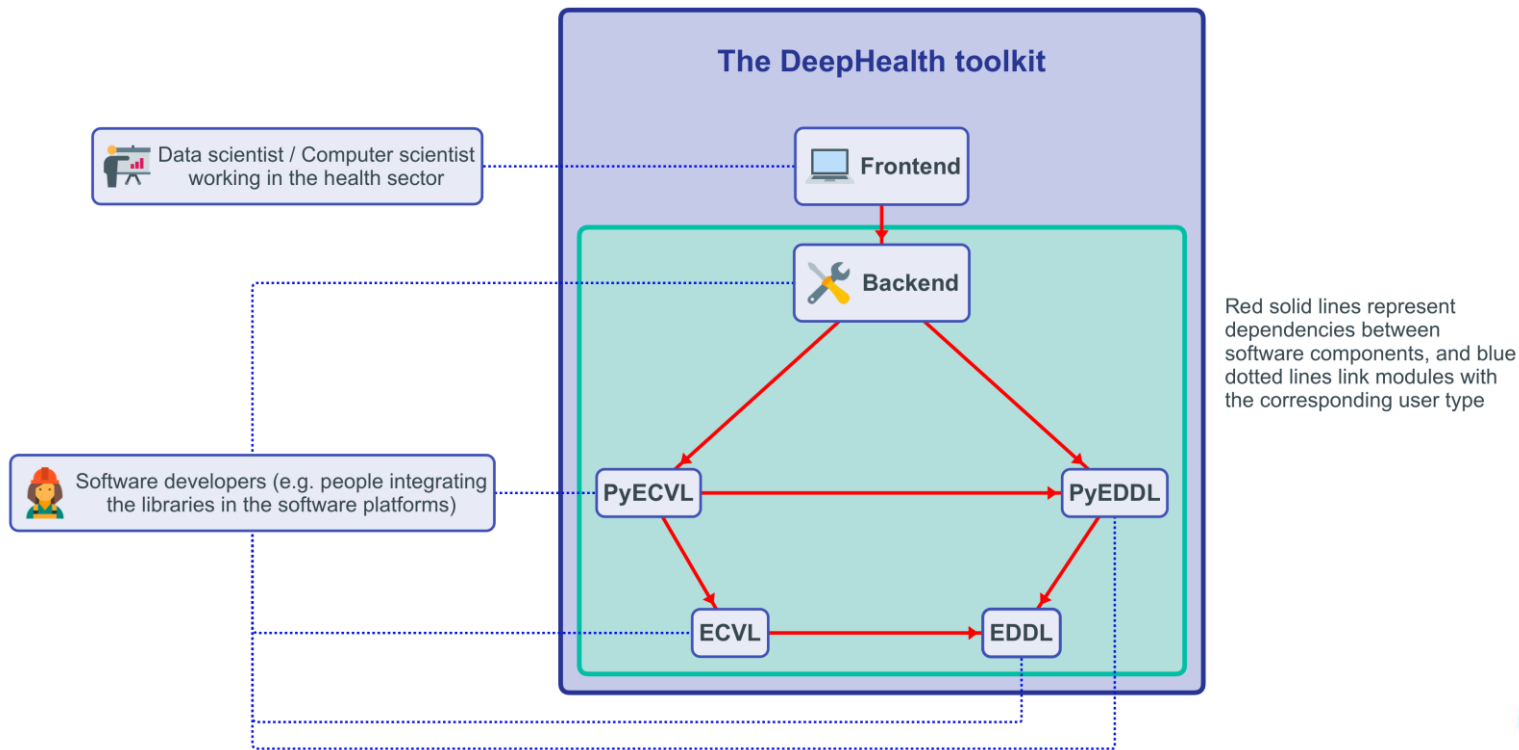 The DeepHealth toolkit
Data scientist / Computer scientist
working in the health sector
Frontend
Backend
Red solid lines represent
dependencies between
software components, and blue
dotted lines link modules with
the corresponding user type
Software developers (e.g. people integrating
the libraries in the software platforms)
PyECVL
PyEDDL
ECVL
EDDL